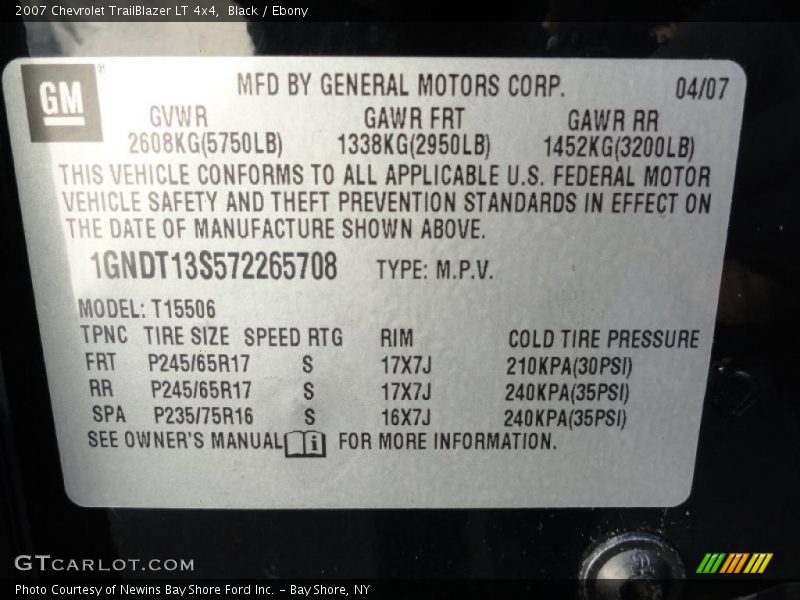 2007 Chevrolet TrailBlazer LT 4x4, Black / Ebony
GM®
MFD BY GENERAL MOTORS CORP. 04/07
GVWR GAWR FRT GAWR RR
2608KG(5750LB) 1338KG(2950LB) 1452KG(3200LB)
THIS VEHICLE CONFORMS TO ALL APPLICABLE U.S. FEDERAL MOTOR
VEHICLE SAFETY AND THEFT PREVENTION STANDARDS IN EFFECT ON
THE DATE OF MANUFACTURE SHOWN ABOVE.
1GNDT13S572265708 TYPE: M.P.V.
MODEL: T15506
TPNC TIRE SIZE SPEED RTG RIM COLD TIRE PRESSURE
FRT P245/65R17 S 17X7J 210KPA(30PSI)
RR P245/65R17 S 17X7J 240KPA(35PSI)
SPA P235/75R16 S 16X7J 240KPA(35PSI)
SEE OWNER'S MANUAL i FOR MORE INFORMATION.
GTCARLOT.COM
Photo Courtesy of Newins Bay Shore Ford Inc. - Bay Shore, NY